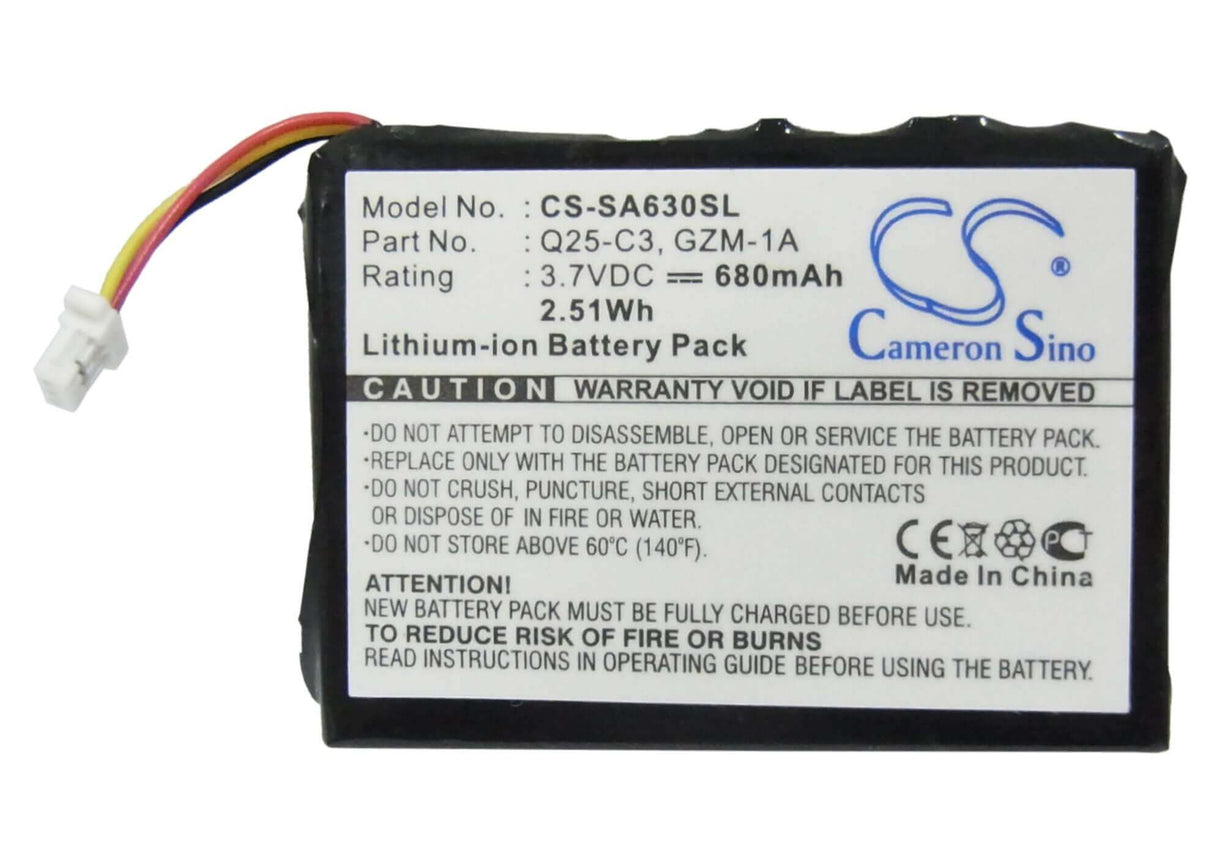 Model No. : CS-SA630SL
Part No. : Q25-C3, GZM-1A
Rating : 3.7VDC ⎓ 680mAh
2.51Wh
Lithium-ion Battery Pack
CS ®
Cameron Sino
CAUTION WARRANTY VOID IF LABEL IS REMOVED
·DO NOT ATTEMPT TO DISASSEMBLE, OPEN OR SERVICE THE BATTERY PACK.
·REPLACE ONLY WITH THE BATTERY PACK DESIGNATED FOR THIS PRODUCT.
·DO NOT CRUSH, PUNCTURE, SHORT EXTERNAL CONTACTS
OR DISPOSE OF IN FIRE OR WATER.
·DO NOT STORE ABOVE 60°C (140°F).
CE PCT
Made In China
ATTENTION!
NEW BATTERY PACK MUST BE FULLY CHARGED BEFORE USE.
TO REDUCE RISK OF FIRE OR BURNS
READ INSTRUCTIONS IN OPERATING GUIDE BEFORE USING THE BATTERY.